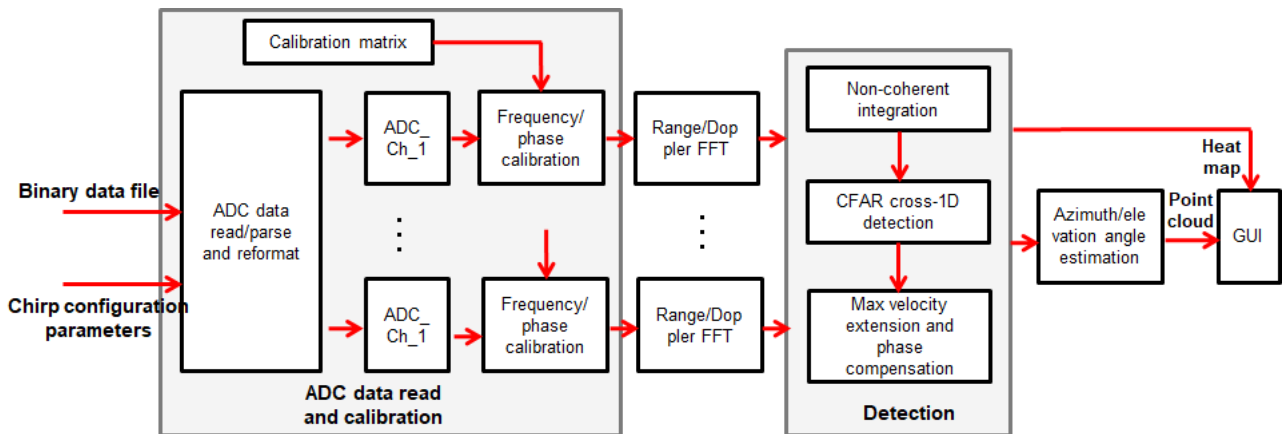 Calibration matrix
Binary data file
Chirp configuration
parameters
ADC data
read/parse
and reformat
ADC_
Ch_1
Frequency/
phase
calibration
ADC_
Ch_1
Frequency/
phase
calibration
ADC data read
and calibration
Range/Dop
pler FFT
Range/Dop
pler FFT
Non-coherent
integration
CFAR cross-1D
detection
Max velocity
extension and
phase
compensation
Detection
Azimuth/ele
vation angle
estimation
Heat
map
Point
cloud
GUI